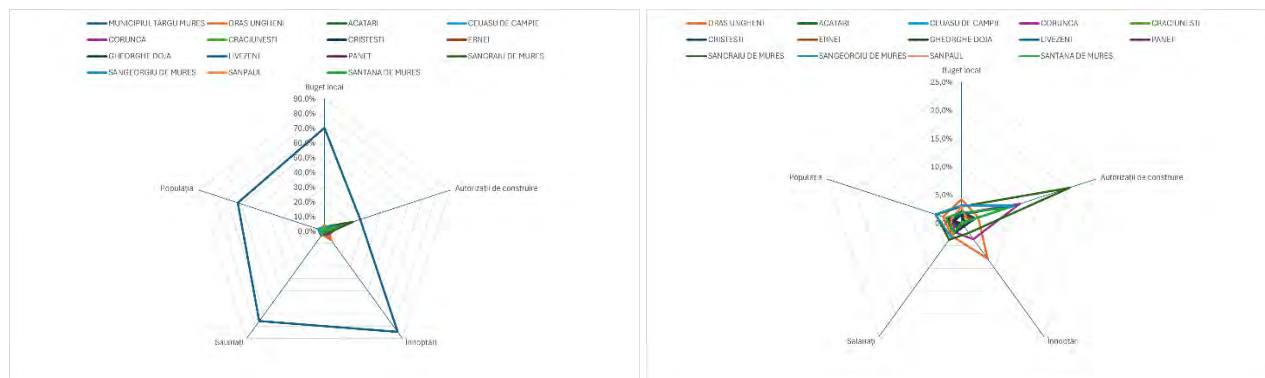 MUNICIPIUL TARGU MURES ORAS UNGHENI ACATARI CEUASU DE CAMPIE
CORUNCA CRACIUNESTI CRISTESTI ERNEI
GHEORGHE DOJA LIVEZENI PANET SANCRAIU DE MURES
SANGEORGIU DE MURES SANPAUL SANTANA DE MURES
Buget local
90,0%
80,0%
70,0%
60,0%
50,0%
40,0%
30,0%
20,0%
10,0%
0,0%
Populația
Autorizații de construire
Salariați
Înnoptări
ORAS UNGHENI ACATARI CEUASU DE CAMPIE CORUNCA CRACIUNESTI
CRISTESTI ERNEI GHEORGHE DOJA LIVEZENI PANET
SANCRAIU DE MURES SANGEORGIU DE MURES SANPAUL SANTANA DE MURES
Buget local
25,0%
20,0%
15,0%
10,0%
5,0%
Populația
Autorizații de construire
Salariați
Înnoptări